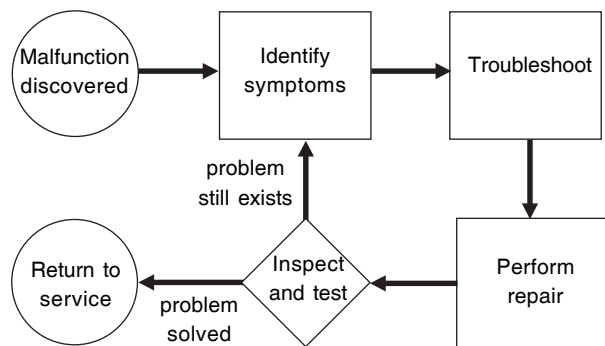 Malfunction
discovered
Identify
symptoms
Troubleshoot
problem
still exists
Return to
service
problem
solved
Inspect
and test
Perform
repair